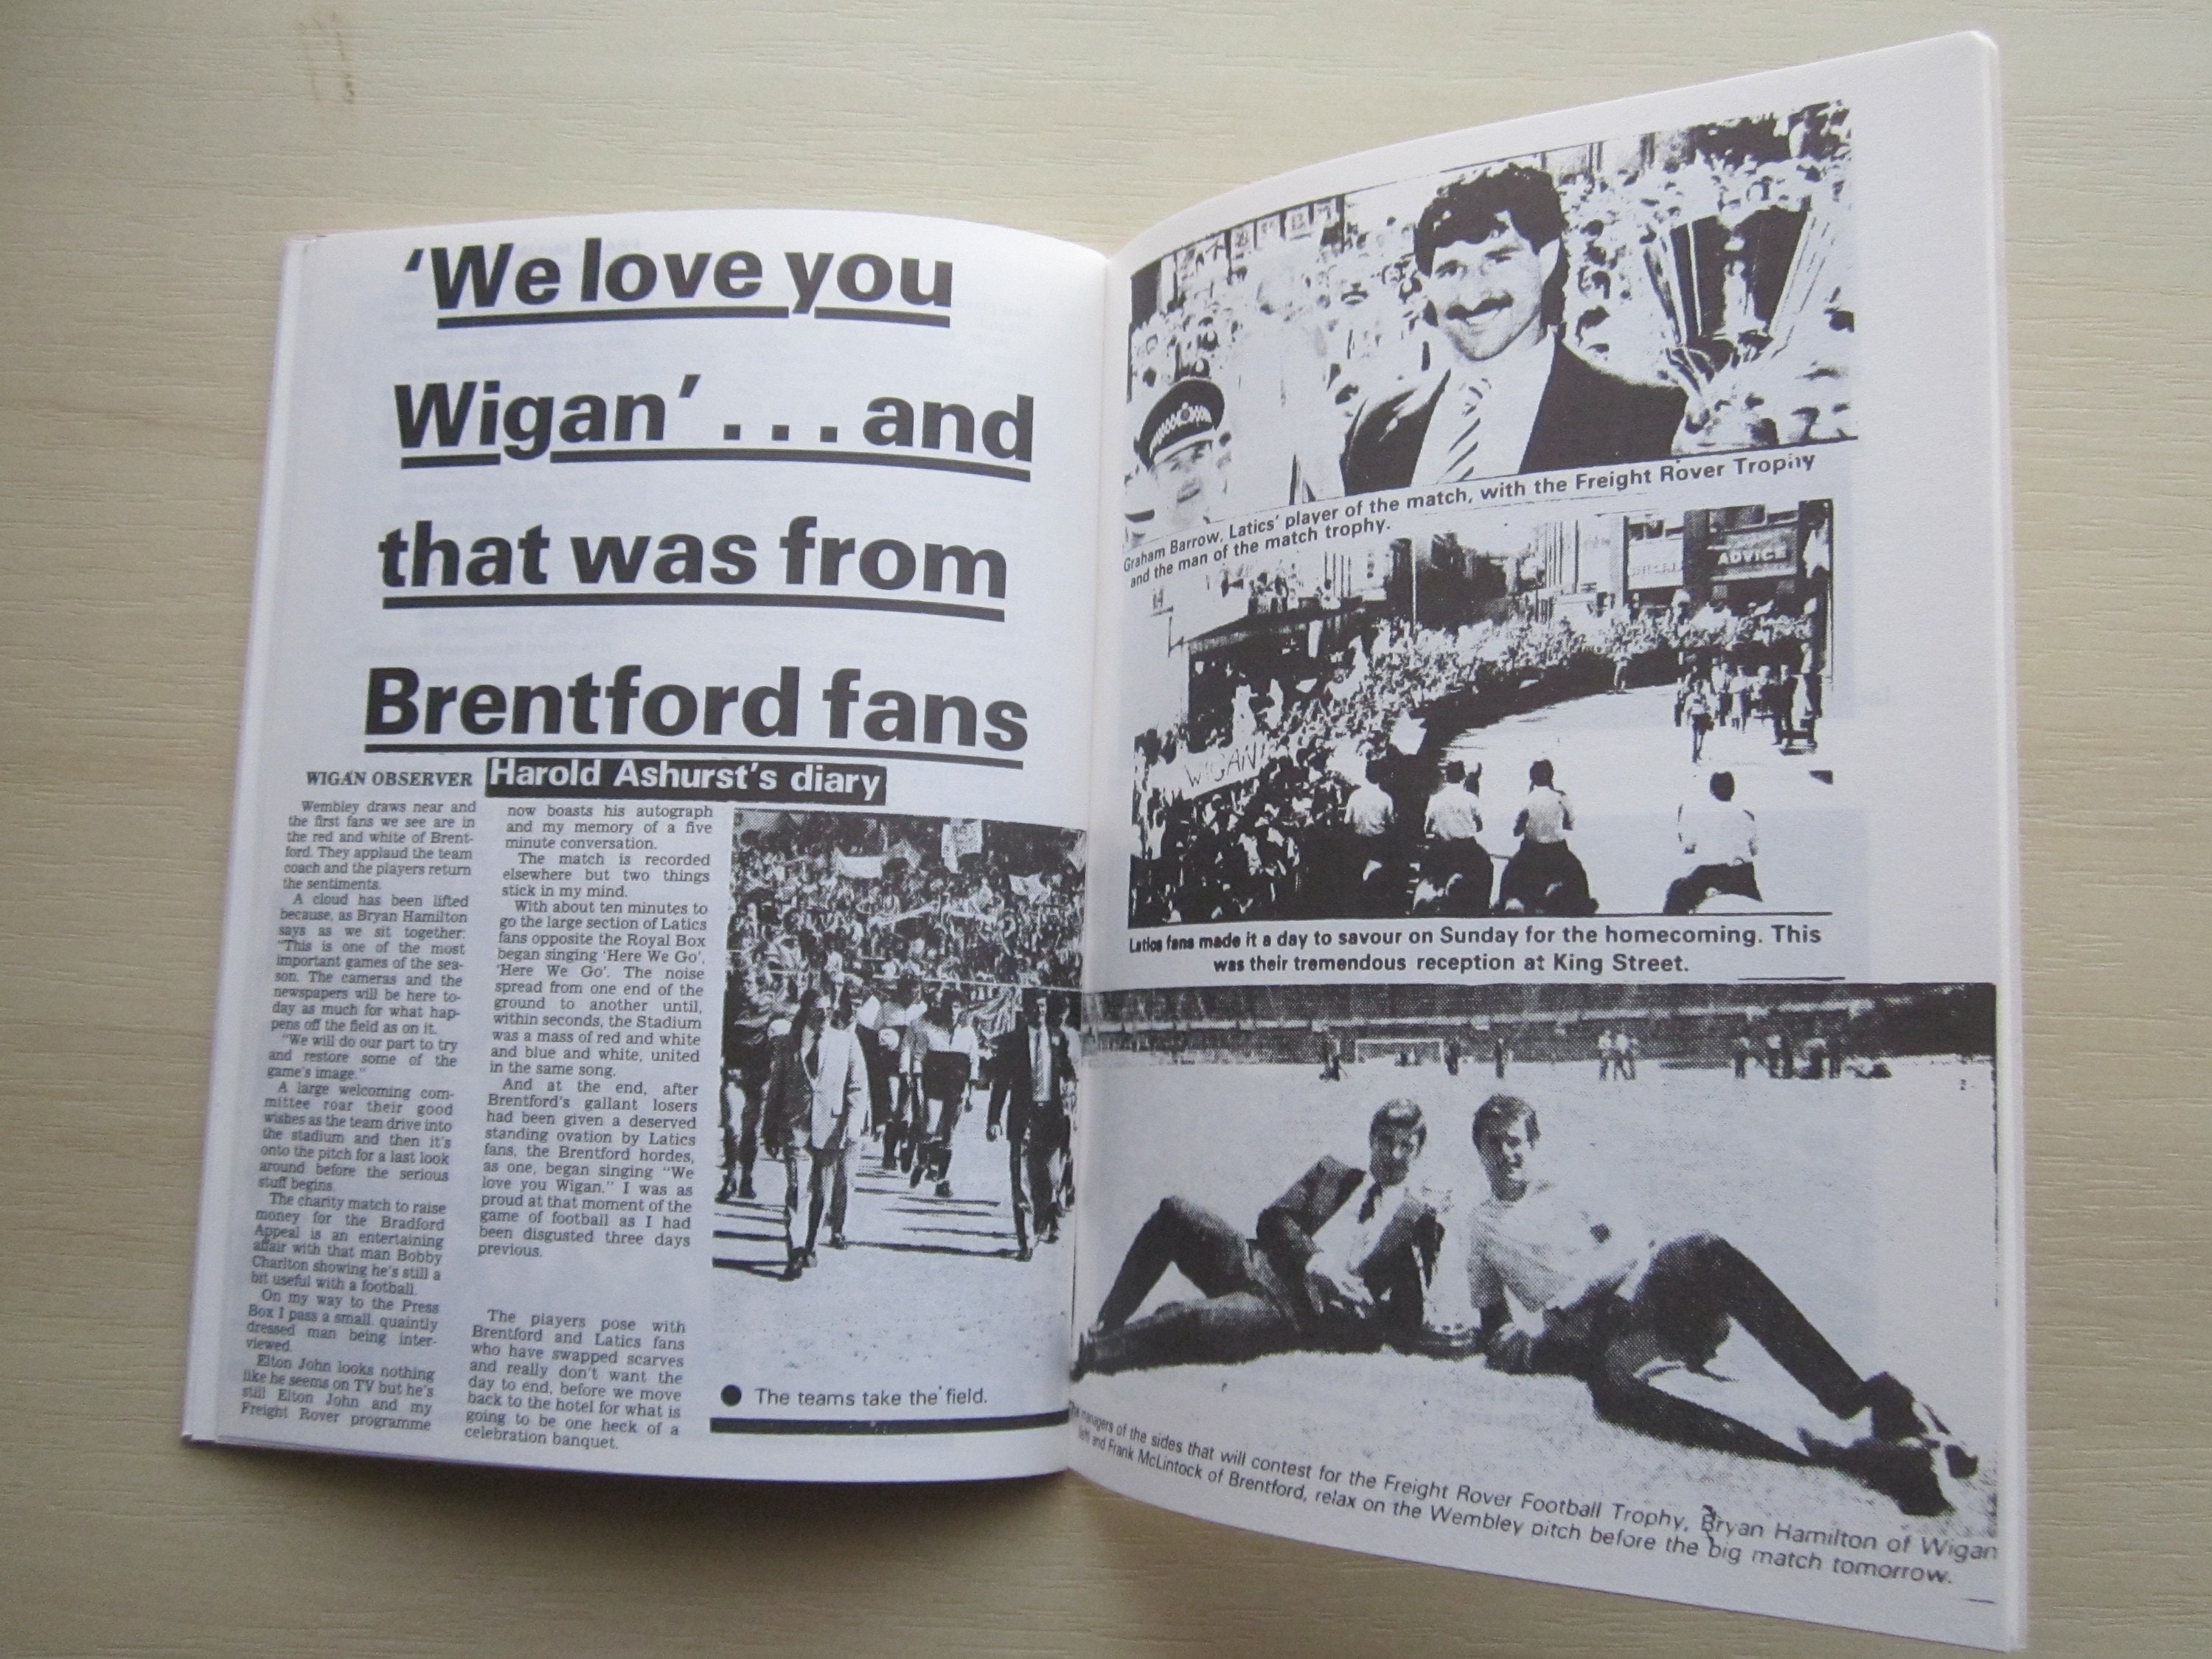 'We love you
Wigan' ... and
that was from
Brentford fans
WIGAN OBSERVER
Harold Ashurst's diary
Wembley draws near and
the first fans we see are in
the red and white of Brent-
ford. They applaud the team
coach and the players return
the sentiments.
A cloud has been lifted
because, as Bryan Hamilton
says as we sit together:
"This is one of the most
important games of the sea-
son. The cameras and the
newspapers will be here to-
day as much for what hap-
pens off the field as on it.
"We will do our part to try
and restore some of the
game's image."
A large welcoming com-
mittee roar their good
wishes as the team drive into
the stadium and then it's
onto the pitch for a last look
around before the serious
stuff begins.
The charity match to raise
money for the Bradford
Appeal is an entertaining
affair with that man Bobby
Charlton showing he's still a
bit useful with a football.
On my way to the Press
Box I pass a small, quaintly
dressed man being inter-
viewed.
Elton John looks nothing
like he seems on TV but he's
still Elton John and my
Freight Rover programme
now boasts his autograph
and my memory of a five
minute conversation.
The match is recorded
elsewhere but two things
stick in my mind.
With about ten minutes to
go the large section of Latics
fans opposite the Royal Box
began singing 'Here We Go',
'Here We Go'. The noise
spread from one end of the
ground to another until,
within seconds, the Stadium
was a mass of red and white
and blue and white, united
in the same song.
And at the end, after
Brentford's gallant losers
had been given a deserved
standing ovation by Latics
fans, the Brentford hordes,
as one, began singing "We
love you Wigan." I was as
proud at that moment of the
game of football as I had
been disgusted three days
previous.
The players pose with
Brentford and Latics fans
who have swapped scarves
and really don't want the
day to end, before we move
back to the hotel for what is
going to be one heck of a
celebration banquet.
● The teams take the field.
Graham Barrow, Latics' player of the match, with the Freight Rover Trophy
and the man of the match trophy.
ADVICE
WIGAN
Latics fans made it a day to savour on Sunday for the homecoming. This
was their tremendous reception at King Street.
The managers of the sides that will contest for the Freight Rover Football Trophy, Bryan Hamilton of Wigan
and Frank McLintock of Brentford, relax on the Wembley pitch before the big match tomorrow.